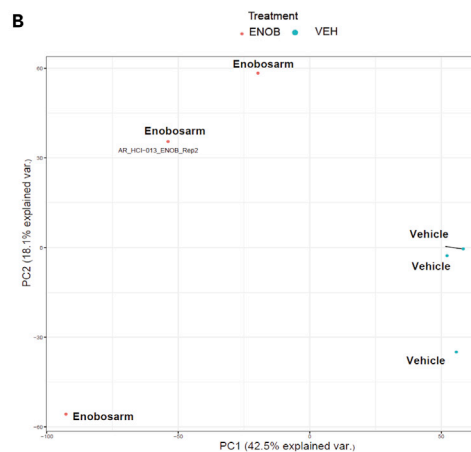 B
Treatment
ENOB VEH
Enobosarm
Enobosarm
AR_HCI-013_ENOB_Rep2
Vehicle
Vehicle
Vehicle
Enobosarm
PC2 (18.1% explained var.)
60
30
0
-30
-60
-100 -50 0 50
PC1 (42.5% explained var.)